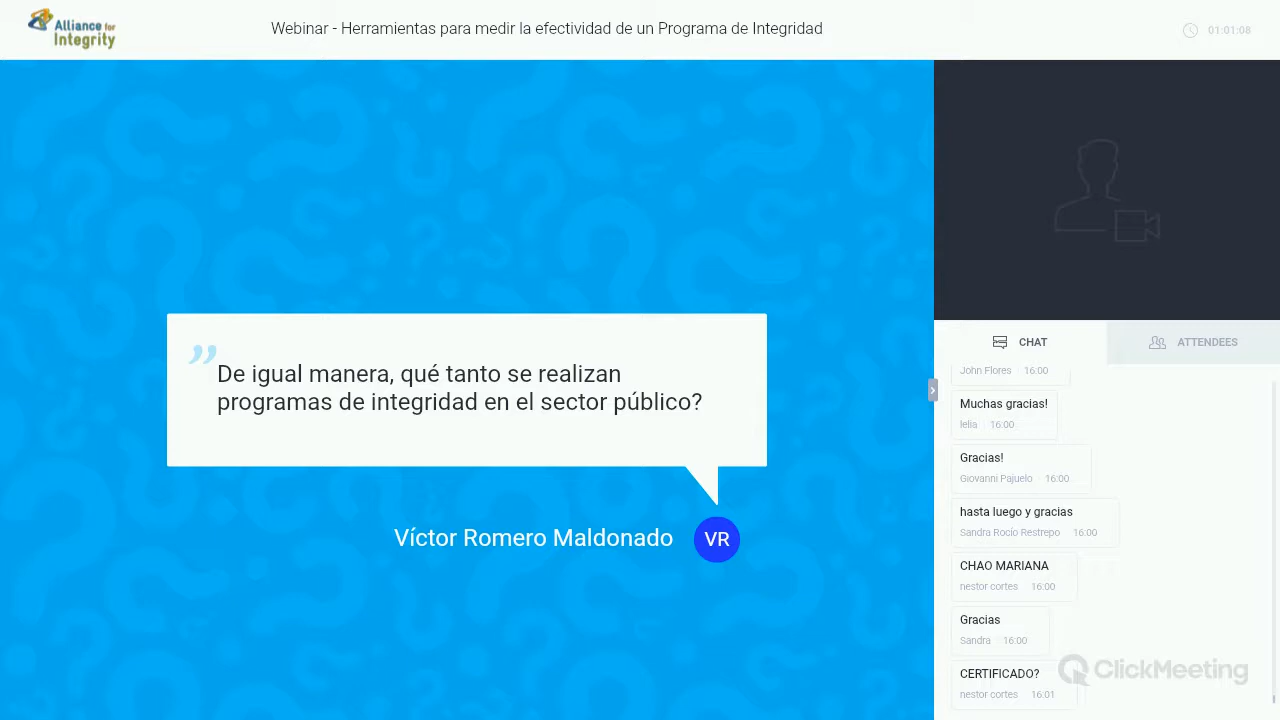 Alliance for
Integrity
Webinar - Herramientas para medir la efectividad de un Programa de Integridad
01:01:08
” De igual manera, qué tanto se realizan
programas de integridad en el sector público?
Víctor Romero Maldonado
VR
CHAT
ATTENDEES
John Flores 16:00
Muchas gracias!
lelia 16:00
Gracias!
Giovanni Pajuelo 16:00
hasta luego y gracias
Sandra Rocío Restrepo 16:00
CHAO MARIANA
nestor cortes 16:00
Gracias
Sandra 16:00
CERTIFICADO?
nestor cortes 16:01
ClickMeeting